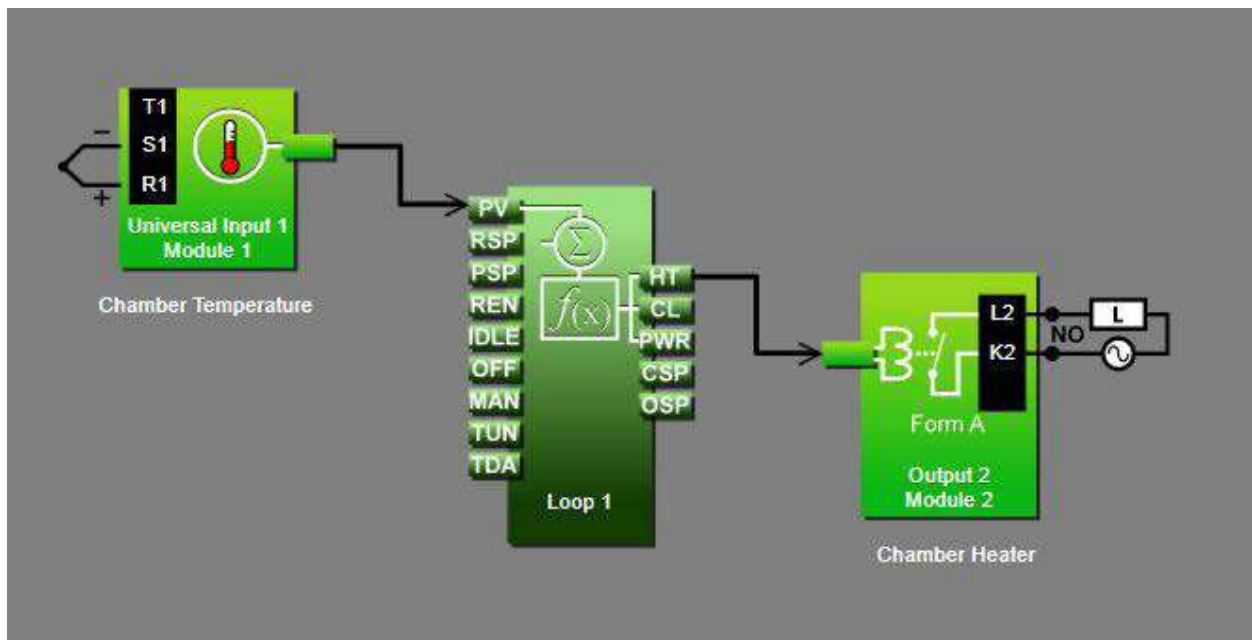 T1
−
S1
R1
+
Universal Input 1
Module 1
Chamber Temperature
PV
RSP
PSP
REN
IDLE
OFF
MAN
TUN
TDA
Σ
f(x)
HT
CL
PWR
CSP
OSP
Loop 1
L2
K2
NO
L
Form A
Output 2
Module 2
Chamber Heater